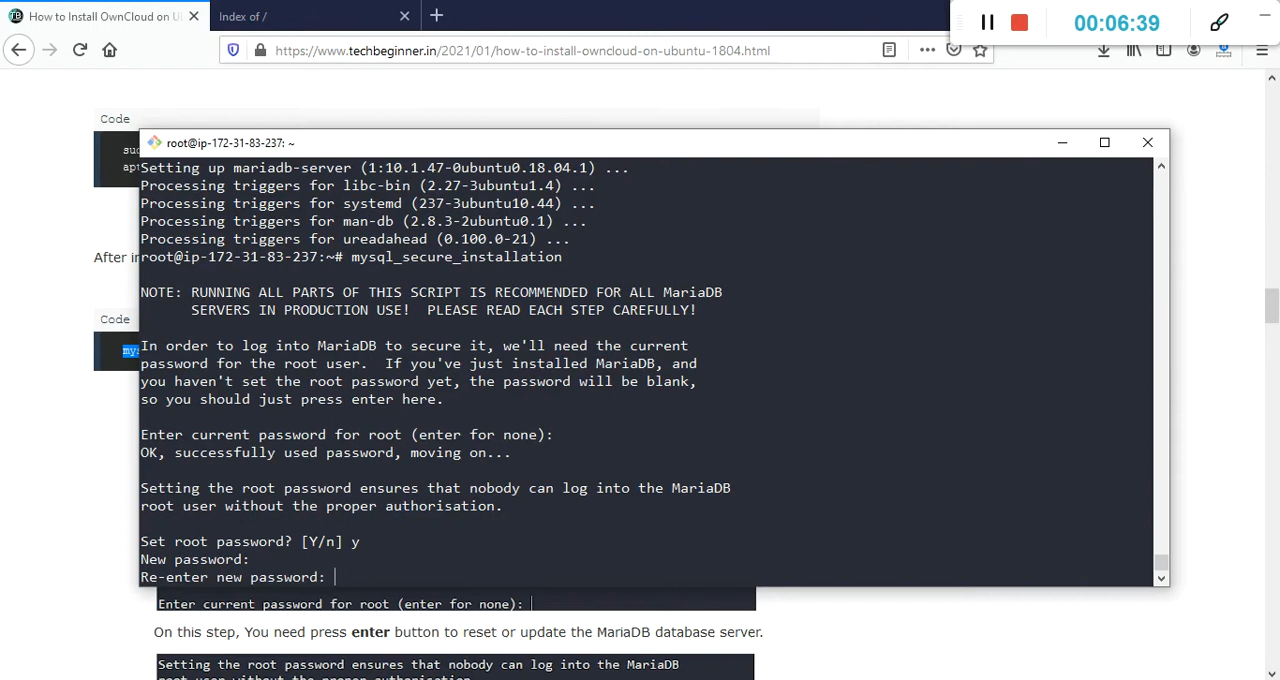 How to Install OwnCloud on U
Index of /
00:06:39
https://www.techbeginner.in/2021/01/how-to-install-owncloud-on-ubuntu-1804.html
Code
root@ip-172-31-83-237: ~
Setting up mariadb-server (1:10.1.47-0ubuntu0.18.04.1) ...
Processing triggers for libc-bin (2.27-3ubuntu1.4) ...
Processing triggers for systemd (237-3ubuntu10.44) ...
Processing triggers for man-db (2.8.3-2ubuntu0.1) ...
Processing triggers for ureadahead (0.100.0-21) ...
root@ip-172-31-83-237:~# mysql_secure_installation
NOTE: RUNNING ALL PARTS OF THIS SCRIPT IS RECOMMENDED FOR ALL MariaDB
SERVERS IN PRODUCTION USE! PLEASE READ EACH STEP CAREFULLY!
In order to log into MariaDB to secure it, we'll need the current
password for the root user. If you've just installed MariaDB, and
you haven't set the root password yet, the password will be blank,
so you should just press enter here.
Enter current password for root (enter for none):
OK, successfully used password, moving on...
Setting the root password ensures that nobody can log into the MariaDB
root user without the proper authorisation.
Set root password? [Y/n] y
New password:
Re-enter new password:
After in
Code
mys
Enter current password for root (enter for none):
On this step, You need press enter button to reset or update the MariaDB database server.
Setting the root password ensures that nobody can log into the MariaDB